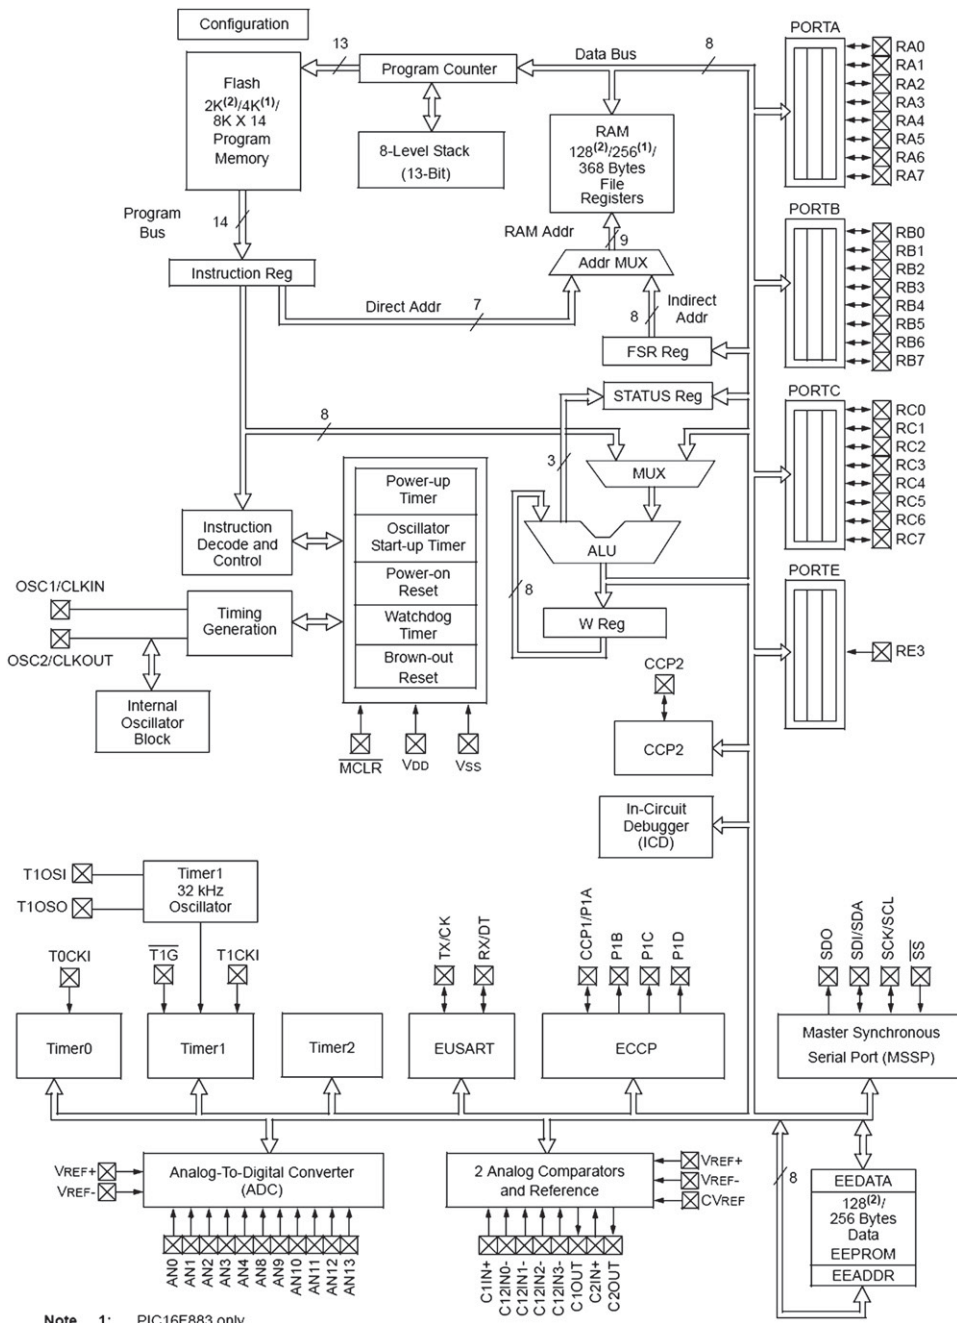 Configuration
Flash
2K(2)/4K(1)/
8K X 14
Program
Memory
13
Program Counter
Data Bus
8
8-Level Stack
(13-Bit)
RAM
128(2)/256(1)/
368 Bytes
File
Registers
Program
Bus
14
RAM Addr
9
Addr MUX
Instruction Reg
Direct Addr
7
8
Indirect
Addr
FSR Reg
STATUS Reg
8
3
MUX
ALU
8
W Reg
Power-up
Timer
Oscillator
Start-up Timer
Power-on
Reset
Watchdog
Timer
Brown-out
Reset
Instruction
Decode and
Control
OSC1/CLKIN
OSC2/CLKOUT
Timing
Generation
Internal
Oscillator
Block
MCLR
VDD
VSS
CCP2
CCP2
In-Circuit
Debugger
(ICD)
PORTA
RA0
RA1
RA2
RA3
RA4
RA5
RA6
RA7
PORTB
RB0
RB1
RB2
RB3
RB4
RB5
RB6
RB7
PORTC
RC0
RC1
RC2
RC3
RC4
RC5
RC6
RC7
PORTE
RE3
T1OSI
T1OSO
Timer1
32 kHz
Oscillator
T0CKI
T1G
T1CKI
TX/CK
RX/DT
CCP1/P1A
P1B
P1C
P1D
SDO
SDI/SDA
SCK/SCL
SS
Timer0
Timer1
Timer2
EUSART
ECCP
Master Synchronous
Serial Port (MSSP)
VREF+
VREF-
Analog-To-Digital Converter
(ADC)
AN0
AN1
AN2
AN3
AN4
AN8
AN9
AN10
AN11
AN12
AN13
2 Analog Comparators
and Reference
VREF+
VREF-
CVREF
C1IN+
C12IN0-
C12IN1-
C12IN2-
C12IN3-
C1OUT
C2IN+
C2OUT
8
EEDATA
128(2)/
256 Bytes
Data
EEPROM
EEADDR
Note 1: PIC16F883 only